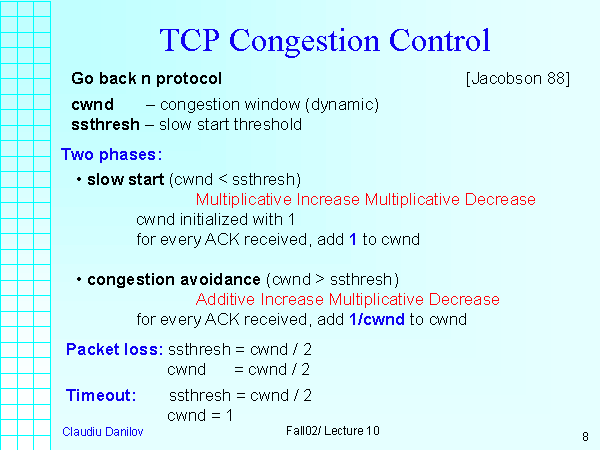 TCP Congestion Control
Go back n protocol [Jacobson 88]
cwnd – congestion window (dynamic)
ssthresh – slow start threshold
Two phases:
• slow start (cwnd < ssthresh)
Multiplicative Increase Multiplicative Decrease
cwnd initialized with 1
for every ACK received, add 1 to cwnd
• congestion avoidance (cwnd > ssthresh)
Additive Increase Multiplicative Decrease
for every ACK received, add 1/cwnd to cwnd
Packet loss: ssthresh = cwnd / 2
cwnd = cwnd / 2
Timeout: ssthresh = cwnd / 2
cwnd = 1
Claudiu Danilov Fall02/ Lecture 10 8